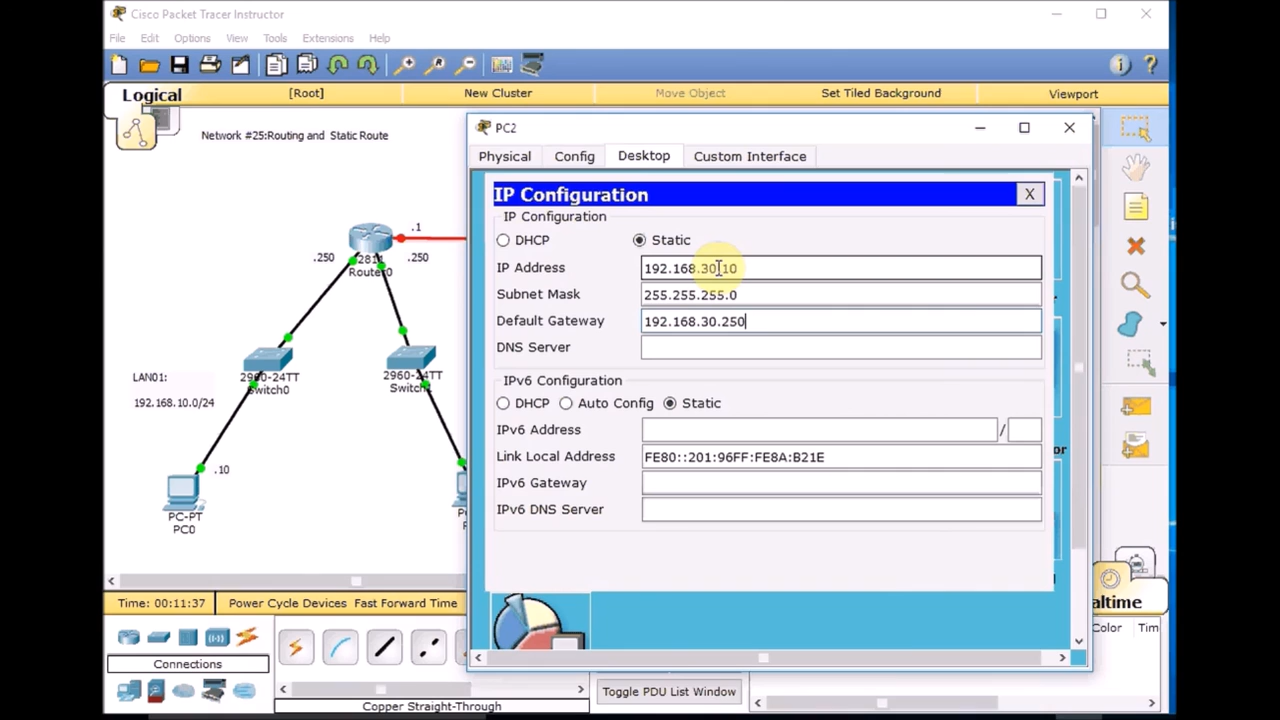 Cisco Packet Tracer Instructor
File Edit Options View Tools Extensions Help
Logical [Root] New Cluster Move Object Set Tiled Background Viewport
Network #25:Routing and Static Route
PC2
Physical Config Desktop Custom Interface
IP Configuration X
IP Configuration
DHCP Static
IP Address 192.168.30.10
Subnet Mask 255.255.255.0
Default Gateway 192.168.30.250
DNS Server
IPv6 Configuration
DHCP Auto Config Static
IPv6 Address /
Link Local Address FE80::201:96FF:FE8A:B21E
IPv6 Gateway
IPv6 DNS Server
.1
.250 .250
2811
Router0
2960-24TT
Switch0
2960-24TT
LAN01:
192.168.10.0/24
.10
PC-PT
PC0
Time: 00:11:37 Power Cycle Devices Fast Forward Time
Connections
Copper Straight-Through
Toggle PDU List Window
altime
Color Tim